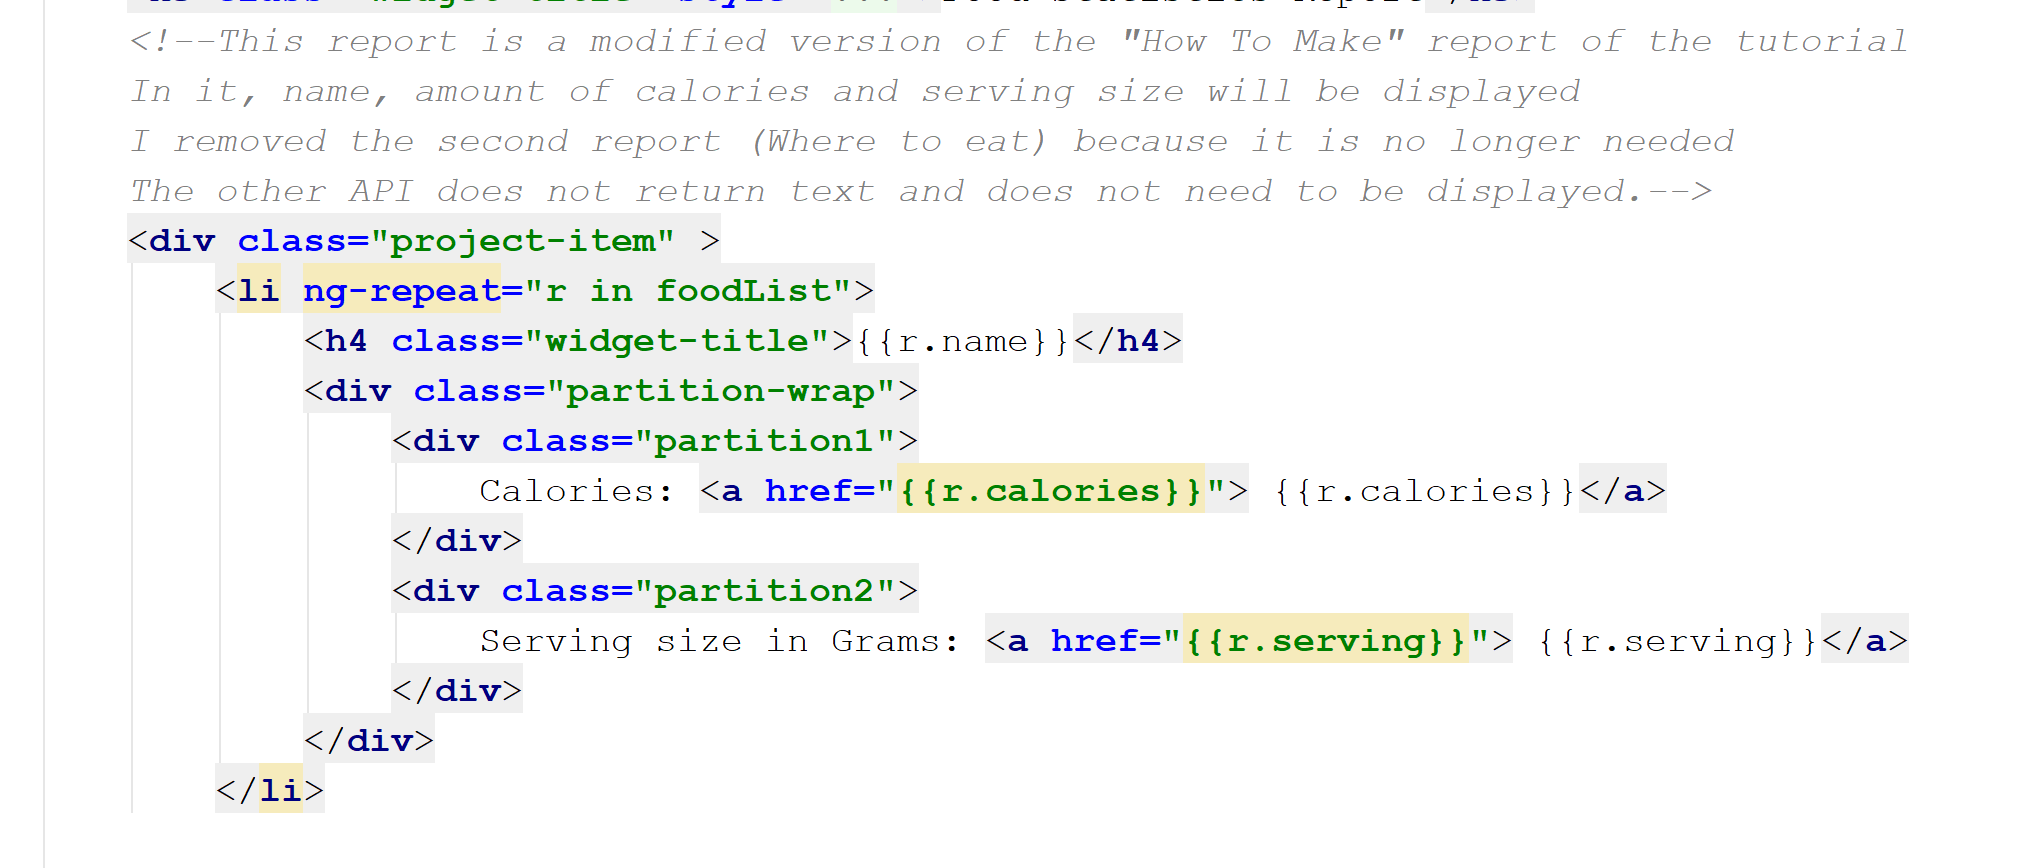 <!--This report is a modified version of the "How To Make" report of the tutorial
In it, name, amount of calories and serving size will be displayed
I removed the second report (Where to eat) because it is no longer needed
The other API does not return text and does not need to be displayed.-->
<div class="project-item" >
<li ng-repeat="r in foodList">
<h4 class="widget-title">{{r.name}}</h4>
<div class="partition-wrap">
<div class="partition1">
Calories: <a href="{{r.calories}}"> {{r.calories}}</a>
</div>
<div class="partition2">
Serving size in Grams: <a href="{{r.serving}}"> {{r.serving}}</a>
</div>
</div>
</li>